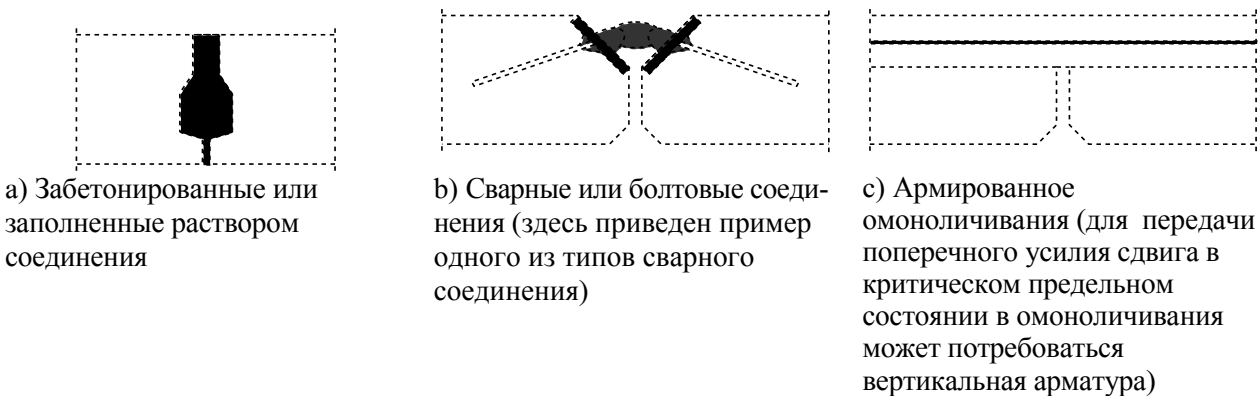 a) Забетонированные или
заполненные раствором
соединения
b) Сварные или болтовые соеди-
нения (здесь приведен пример
одного из типов сварного
соединения)
c) Армированное
омоноличивания (для передачи
поперечного усилия сдвига в
критическом предельном
состоянии в омоноличивания
может потребоваться
вертикальная арматура)